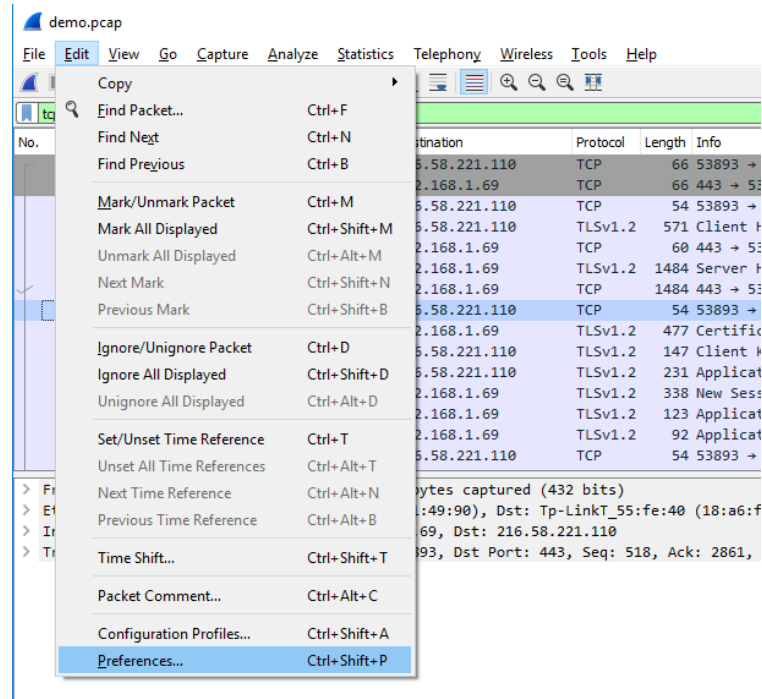 demo.pcap
File Edit View Go Capture Analyze Statistics Telephony Wireless Tools Help
Copy
Find Packet... Ctrl+F
Find Next Ctrl+N
Find Previous Ctrl+B
Mark/Unmark Packet Ctrl+M
Mark All Displayed Ctrl+Shift+M
Unmark All Displayed Ctrl+Alt+M
Next Mark Ctrl+Shift+N
Previous Mark Ctrl+Shift+B
Ignore/Unignore Packet Ctrl+D
Ignore All Displayed Ctrl+Shift+D
Unignore All Displayed Ctrl+Alt+D
Set/Unset Time Reference Ctrl+T
Unset All Time References Ctrl+Alt+T
Next Time Reference Ctrl+Alt+N
Previous Time Reference Ctrl+Alt+B
Time Shift... Ctrl+Shift+T
Packet Comment... Ctrl+Alt+C
Configuration Profiles... Ctrl+Shift+A
Preferences... Ctrl+Shift+P
No. stination Protocol Length Info
6.58.221.110 TCP 66 53893 →
2.168.1.69 TCP 66 443 → 53
6.58.221.110 TCP 54 53893 →
6.58.221.110 TLSv1.2 571 Client H
2.168.1.69 TCP 60 443 → 53
2.168.1.69 TLSv1.2 1484 Server H
2.168.1.69 TCP 1484 443 → 53
6.58.221.110 TCP 54 53893 →
2.168.1.69 TLSv1.2 477 Certific
6.58.221.110 TLSv1.2 147 Client K
6.58.221.110 TLSv1.2 231 Applicat
2.168.1.69 TLSv1.2 338 New Sess
2.168.1.69 TLSv1.2 123 Applicat
2.168.1.69 TLSv1.2 92 Applicat
6.58.221.110 TCP 54 53893 →
> Fr bytes captured (432 bits)
> Et :49:90), Dst: Tp-LinkT_55:fe:40 (18:a6:f
> In .69, Dst: 216.58.221.110
> Tr 893, Dst Port: 443, Seq: 518, Ack: 2861,